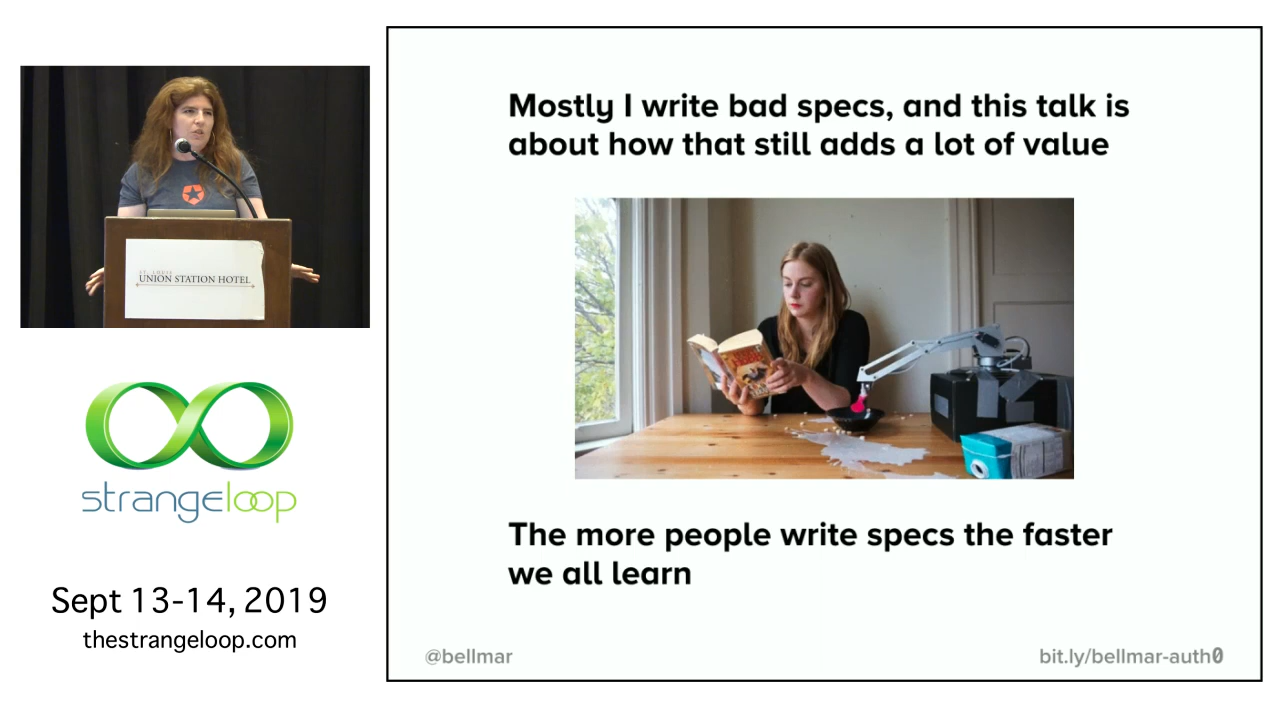 Mostly I write bad specs, and this talk is
about how that still adds a lot of value
The more people write specs the faster
we all learn
@bellmar
bit.ly/bellmar-auth0
ST. LOUIS
UNION STATION HOTEL
strangeloop
Sept 13-14, 2019
thestrangeloop.com